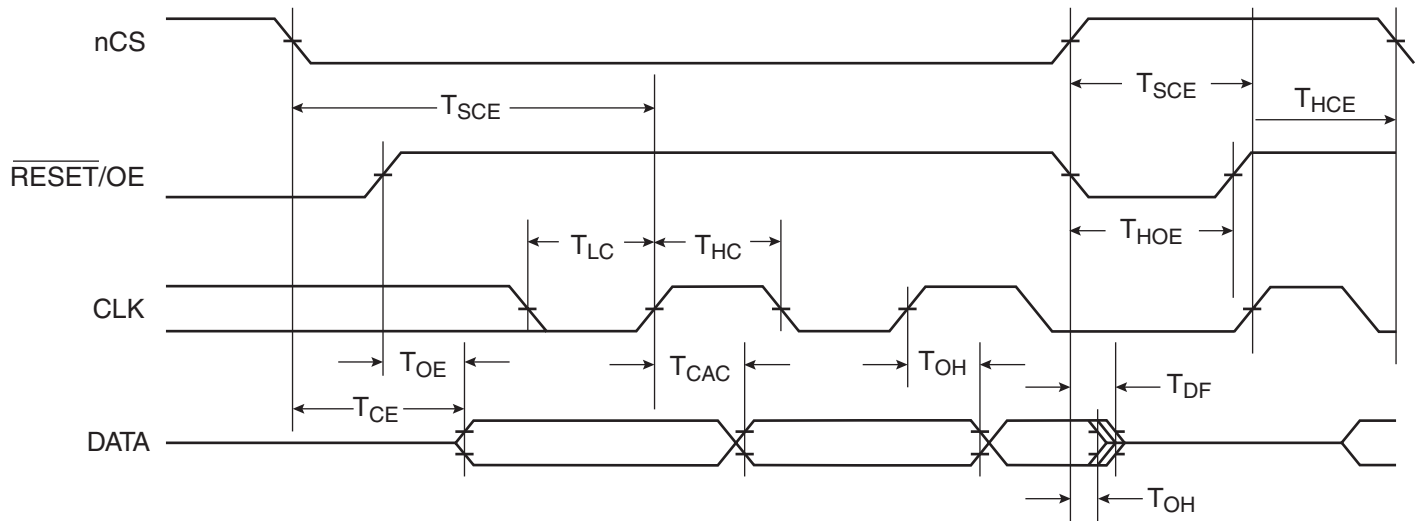 nCS
T_SCE
T_SCE
T_HCE
RESET/OE
T_LC
T_HC
T_HOE
CLK
T_OE
T_CAC
T_OH
T_DF
T_CE
DATA
T_OH